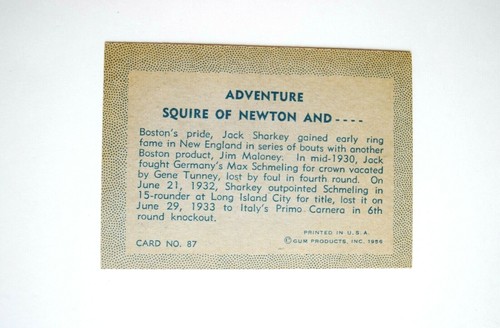 ADVENTURE
SQUIRE OF NEWTON AND ----
Boston's pride, Jack Sharkey gained early ring
fame in New England in series of bouts with another
Boston product, Jim Maloney. In mid-1930, Jack
fought Germany's Max Schmeling for crown vacated
by Gene Tunney, lost by foul in fourth round. On
June 21, 1932, Sharkey outpointed Schmeling in
15-rounder at Long Island City for title, lost it on
June 29, 1933 to Italy's Primo Carnera in 6th
round knockout.
PRINTED IN U.S.A.
CARD NO. 87
©GUM PRODUCTS, INC. 1956